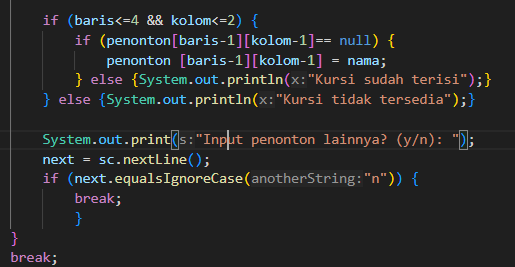 if (baris<=4 && kolom<=2) {
if (penonton[baris-1][kolom-1]== null) {
penonton [baris-1][kolom-1] = nama;
} else {System.out.println(x:"Kursi sudah terisi");}
} else {System.out.println(x:"Kursi tidak tersedia");}
System.out.print(s:"Input penonton lainnya? (y/n): ");
next = sc.nextLine();
if (next.equalsIgnoreCase(anotherString:"n")) {
break;
}
}
break;